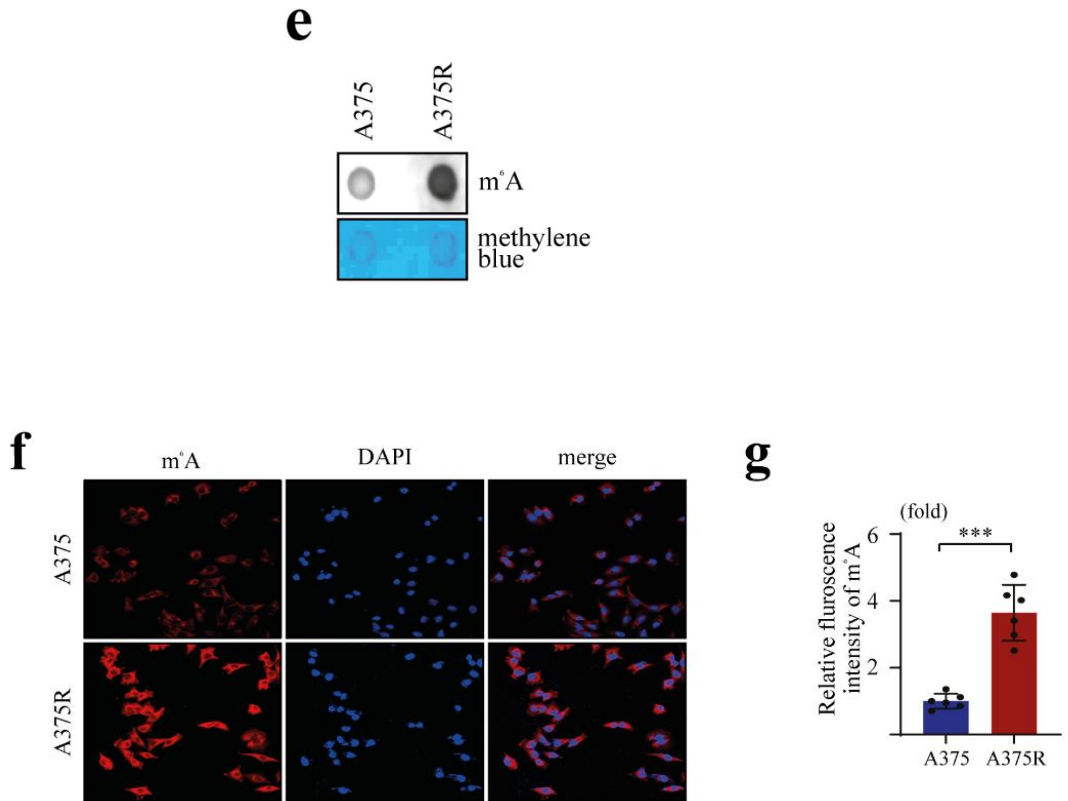 e
A375
A375R
m⁶A
methylene
blue
f
m⁶A
DAPI
merge
A375
A375R
g
(fold)
Relative fluroscence
intensity of m⁶A
6
4
2
***
A375
A375R